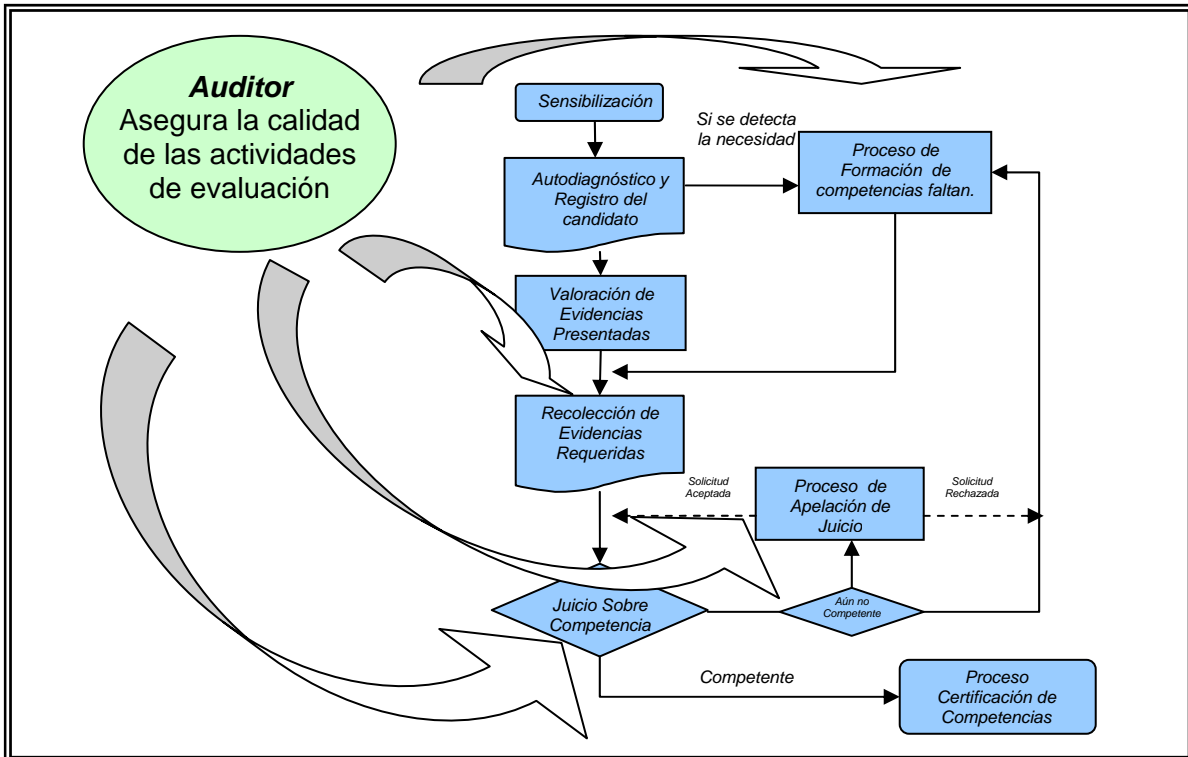 Auditor
Asegura la calidad
de las actividades
de evaluación
Sensibilización
Si se detecta
la necesidad
Autodiagnóstico y
Registro del
candidato
Proceso de
Formación de
competencias faltan.
Valoración de
Evidencias
Presentadas
Recolección de
Evidencias
Requeridas
Solicitud
Aceptada
Proceso de
Apelación de
Juicio
Solicitud
Rechazada
Juicio Sobre
Competencia
Aún no
Competente
Competente
Proceso
Certificación de
Competencias